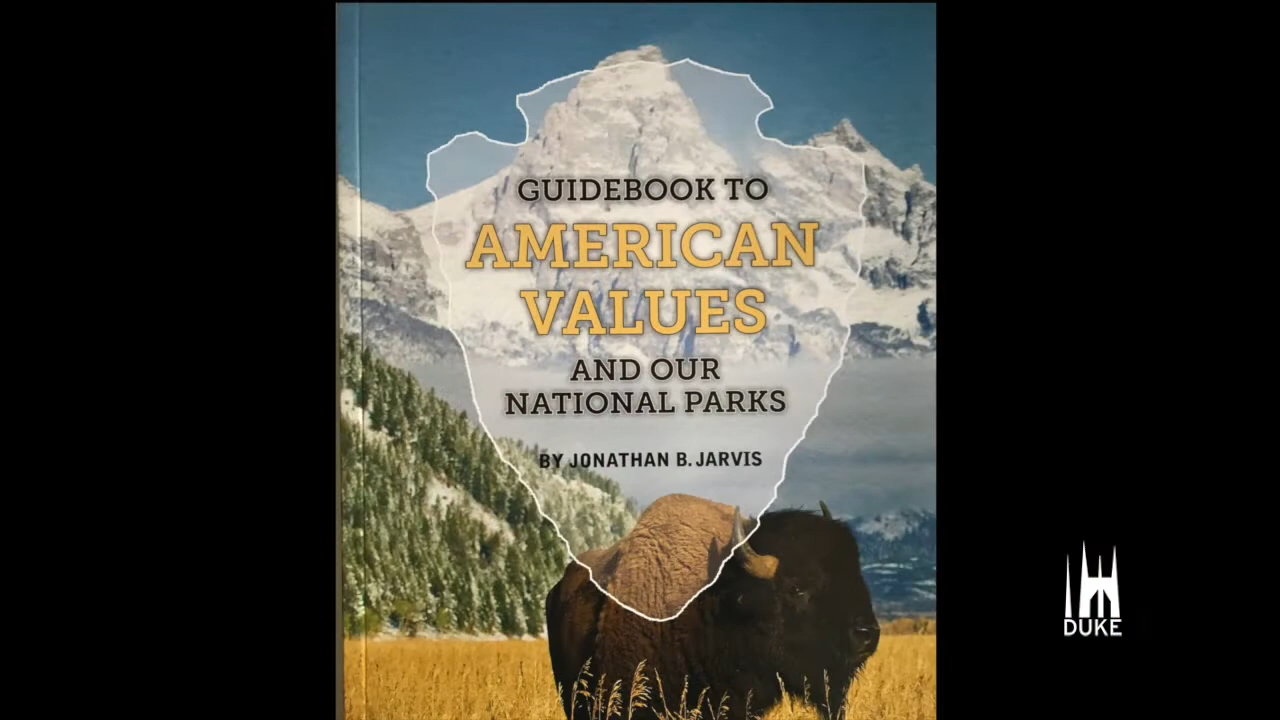 GUIDEBOOK TO
AMERICAN
VALUES
AND OUR
NATIONAL PARKS
BY JONATHAN B. JARVIS
DUKE